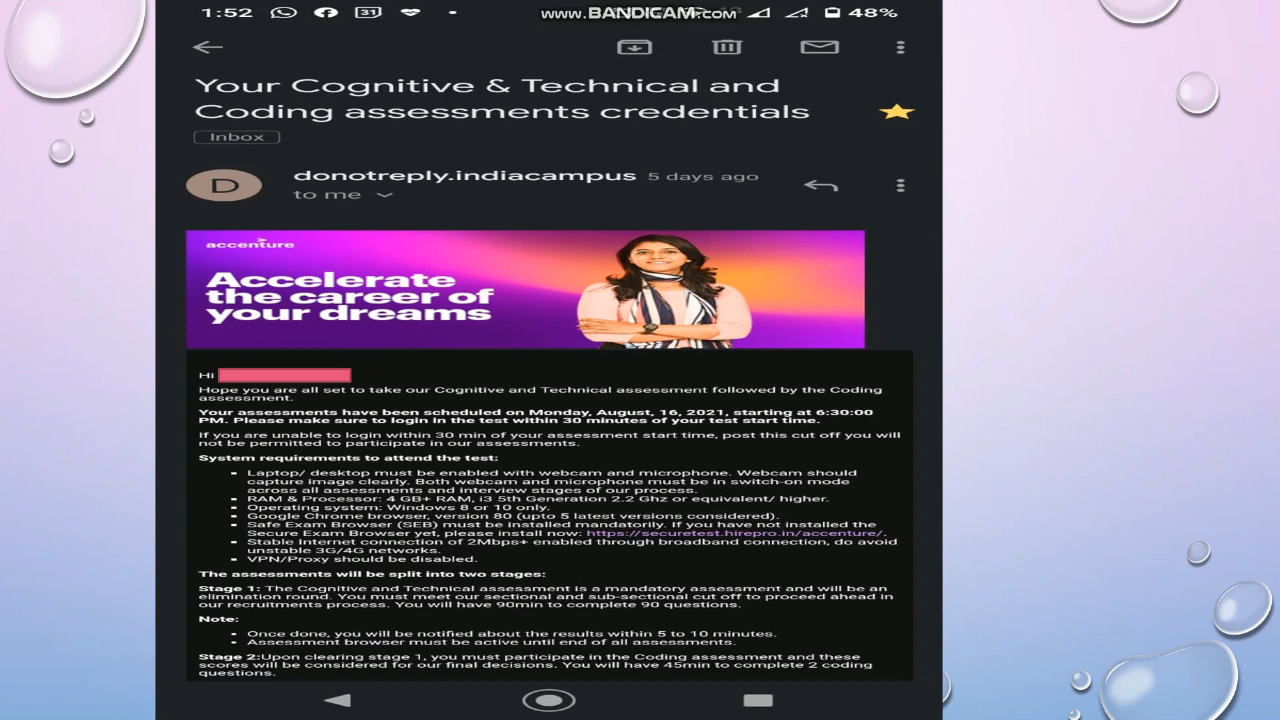 1:52 31 www.BANDICAM.com 48%
Your Cognitive & Technical and
Coding assessments credentials
Inbox
D donotreply.indiacampus 5 days ago
to me
accenture
Accelerate
the career of
your dreams
Hi
Hope you are all set to take our Cognitive and Technical assessment followed by the Coding
assessment.
Your assessments have been scheduled on Monday, August, 16, 2021, starting at 6:30:00
PM. Please make sure to login in the test within 30 minutes of your test start time.
If you are unable to login within 30 min of your assessment start time, post this cut off you will
not be permitted to participate in our assessments.
System requirements to attend the test:
▪ Laptop/ desktop must be enabled with webcam and microphone. Webcam should
capture image clearly. Both webcam and microphone must be in switch-on mode
across all assessments and interview stages of our process.
▪ RAM & Processor: 4 GB+ RAM, i3 5th Generation 2.2 Ghz or equivalent/ higher.
▪ Operating system: Windows 8 or 10 only.
▪ Google Chrome browser, version 80 (upto 5 latest versions considered).
▪ Safe Exam Browser (SEB) must be installed mandatorily. If you have not installed the
Secure Exam Browser yet, please install now: https://securetest.hirepro.in/accenture/.
▪ Stable Internet connection of 2Mbps+ enabled through broadband connection, do avoid
unstable 3G/4G networks.
▪ VPN/Proxy should be disabled.
The assessments will be split into two stages:
Stage 1: The Cognitive and Technical assessment is a mandatory assessment and will be an
elimination round. You must meet our sectional and sub-sectional cut off to proceed ahead in
our recruitments process. You will have 90min to complete 90 questions.
Note:
▪ Once done, you will be notified about the results within 5 to 10 minutes.
▪ Assessment browser must be active until end of all assessments.
Stage 2:Upon clearing stage 1, you must participate in the Coding assessment and these
scores will be considered for our final decisions. You will have 45min to complete 2 coding
questions.